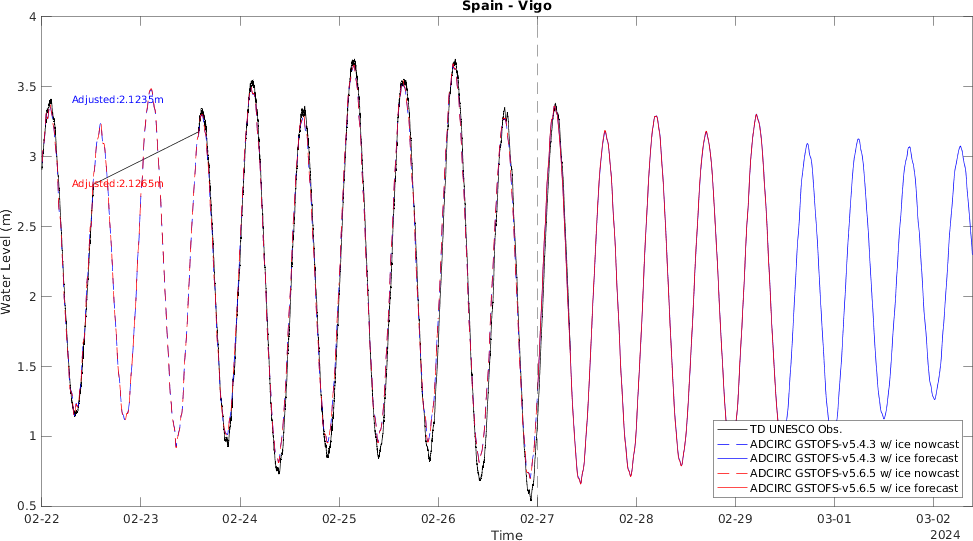 Spain - Vigo
4
3.5
3
2.5
2
1.5
1
0.5
Water Level (m)
Adjusted:2.1235m
Adjusted:2.1265m
02-22
02-23
02-24
02-25
02-26
02-27
02-28
02-29
03-01
03-02
2024
Time
TD UNESCO Obs.
ADCIRC GSTOFS-v5.4.3 w/ ice nowcast
ADCIRC GSTOFS-v5.4.3 w/ ice forecast
ADCIRC GSTOFS-v5.6.5 w/ ice nowcast
ADCIRC GSTOFS-v5.6.5 w/ ice forecast